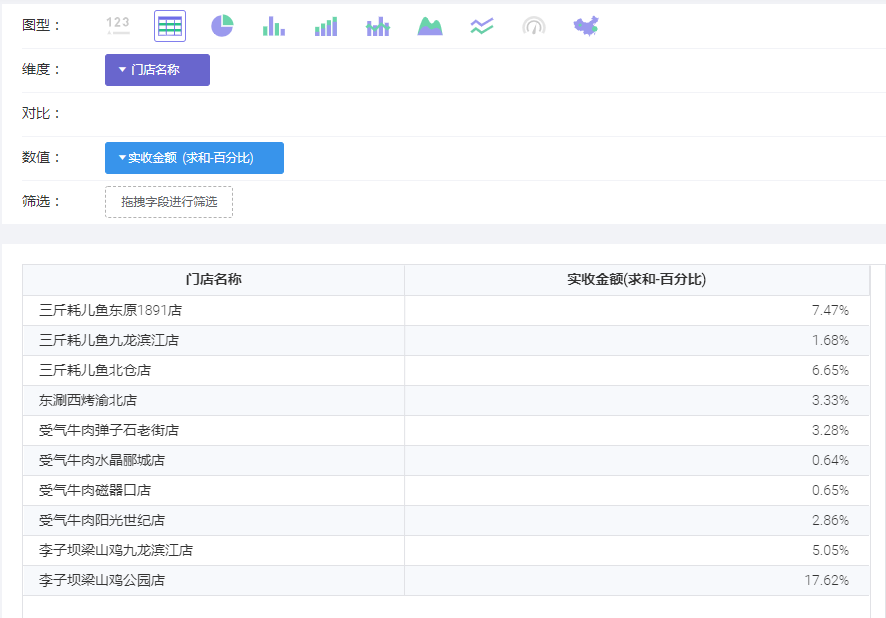 图型： 123
维度： 门店名称
对比：
数值： 实收金额 (求和-百分比)
筛选： 拖拽字段进行筛选
门店名称 实收金额(求和-百分比)
三斤耗儿鱼东原1891店 7.47%
三斤耗儿鱼九龙滨江店 1.68%
三斤耗儿鱼北仓店 6.65%
东涮西烤渝北店 3.33%
受气牛肉弹子石老街店 3.28%
受气牛肉水晶郦城店 0.64%
受气牛肉磁器口店 0.65%
受气牛肉阳光世纪店 2.86%
李子坝梁山鸡九龙滨江店 5.05%
李子坝梁山鸡公园店 17.62%